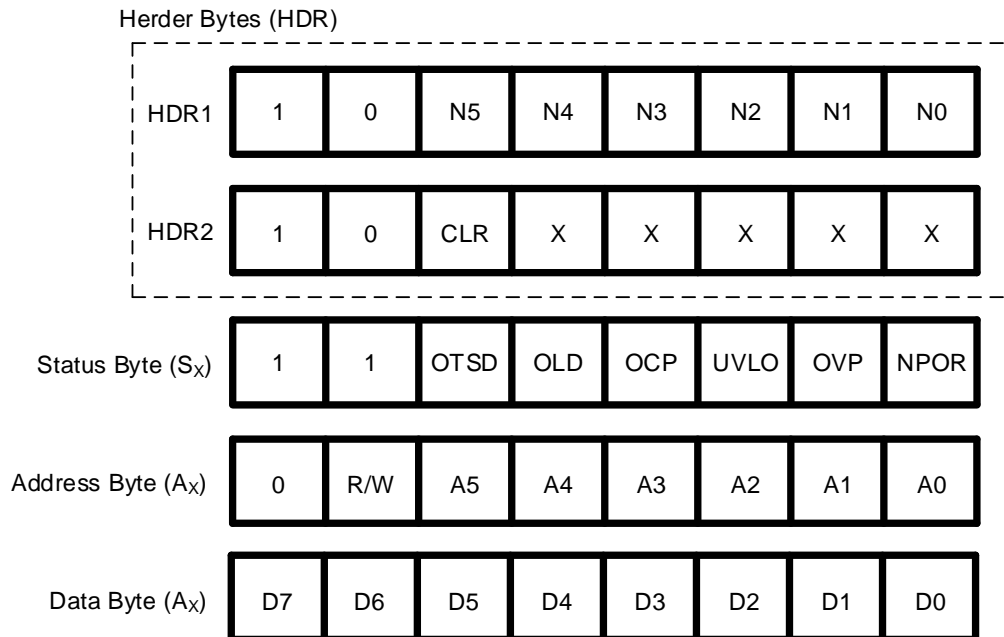 Herder Bytes (HDR)
HDR1 1 0 N5 N4 N3 N2 N1 N0
HDR2 1 0 CLR X X X X X
Status Byte (SX) 1 1 OTSD OLD OCP UVLO OVP NPOR
Address Byte (AX) 0 R/W A5 A4 A3 A2 A1 A0
Data Byte (AX) D7 D6 D5 D4 D3 D2 D1 D0